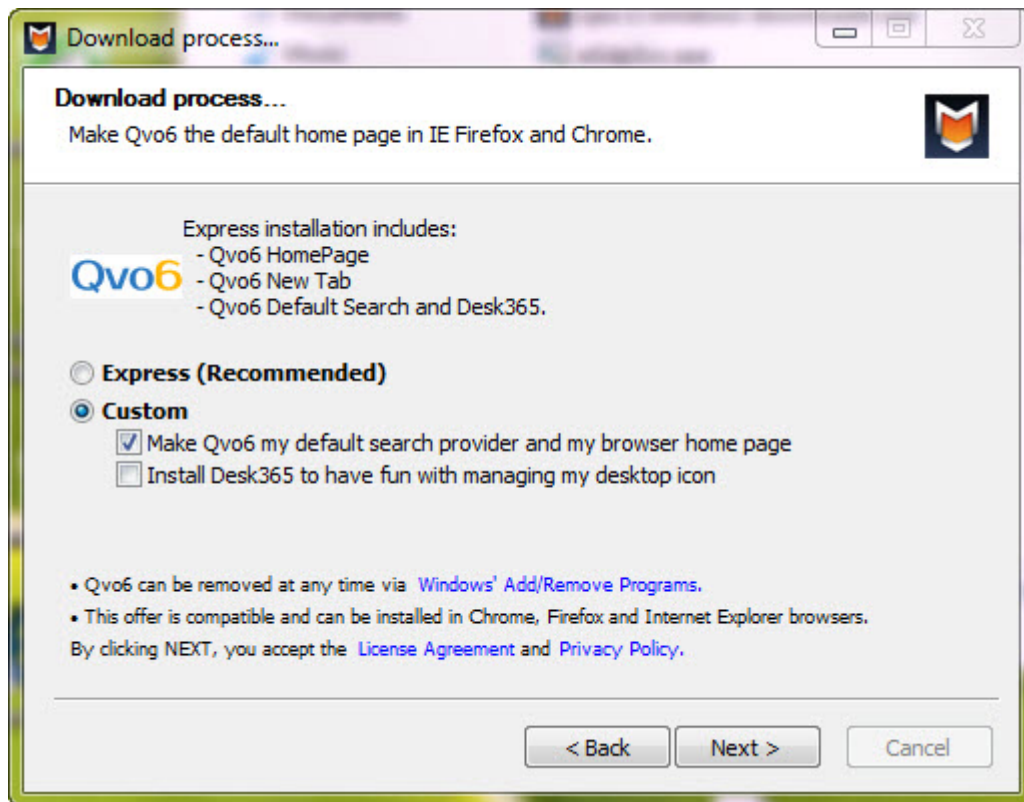 Download process...
Download process...
Make Qvo6 the default home page in IE Firefox and Chrome.
Express installation includes:
- Qvo6 HomePage
Qvo6
- Qvo6 New Tab
- Qvo6 Default Search and Desk365.
Express (Recommended)
Custom
Make Qvo6 my default search provider and my browser home page
Install Desk365 to have fun with managing my desktop icon
• Qvo6 can be removed at any time via Windows' Add/Remove Programs.
• This offer is compatible and can be installed in Chrome, Firefox and Internet Explorer browsers.
By clicking NEXT, you accept the License Agreement and Privacy Policy.
< Back
Next >
Cancel